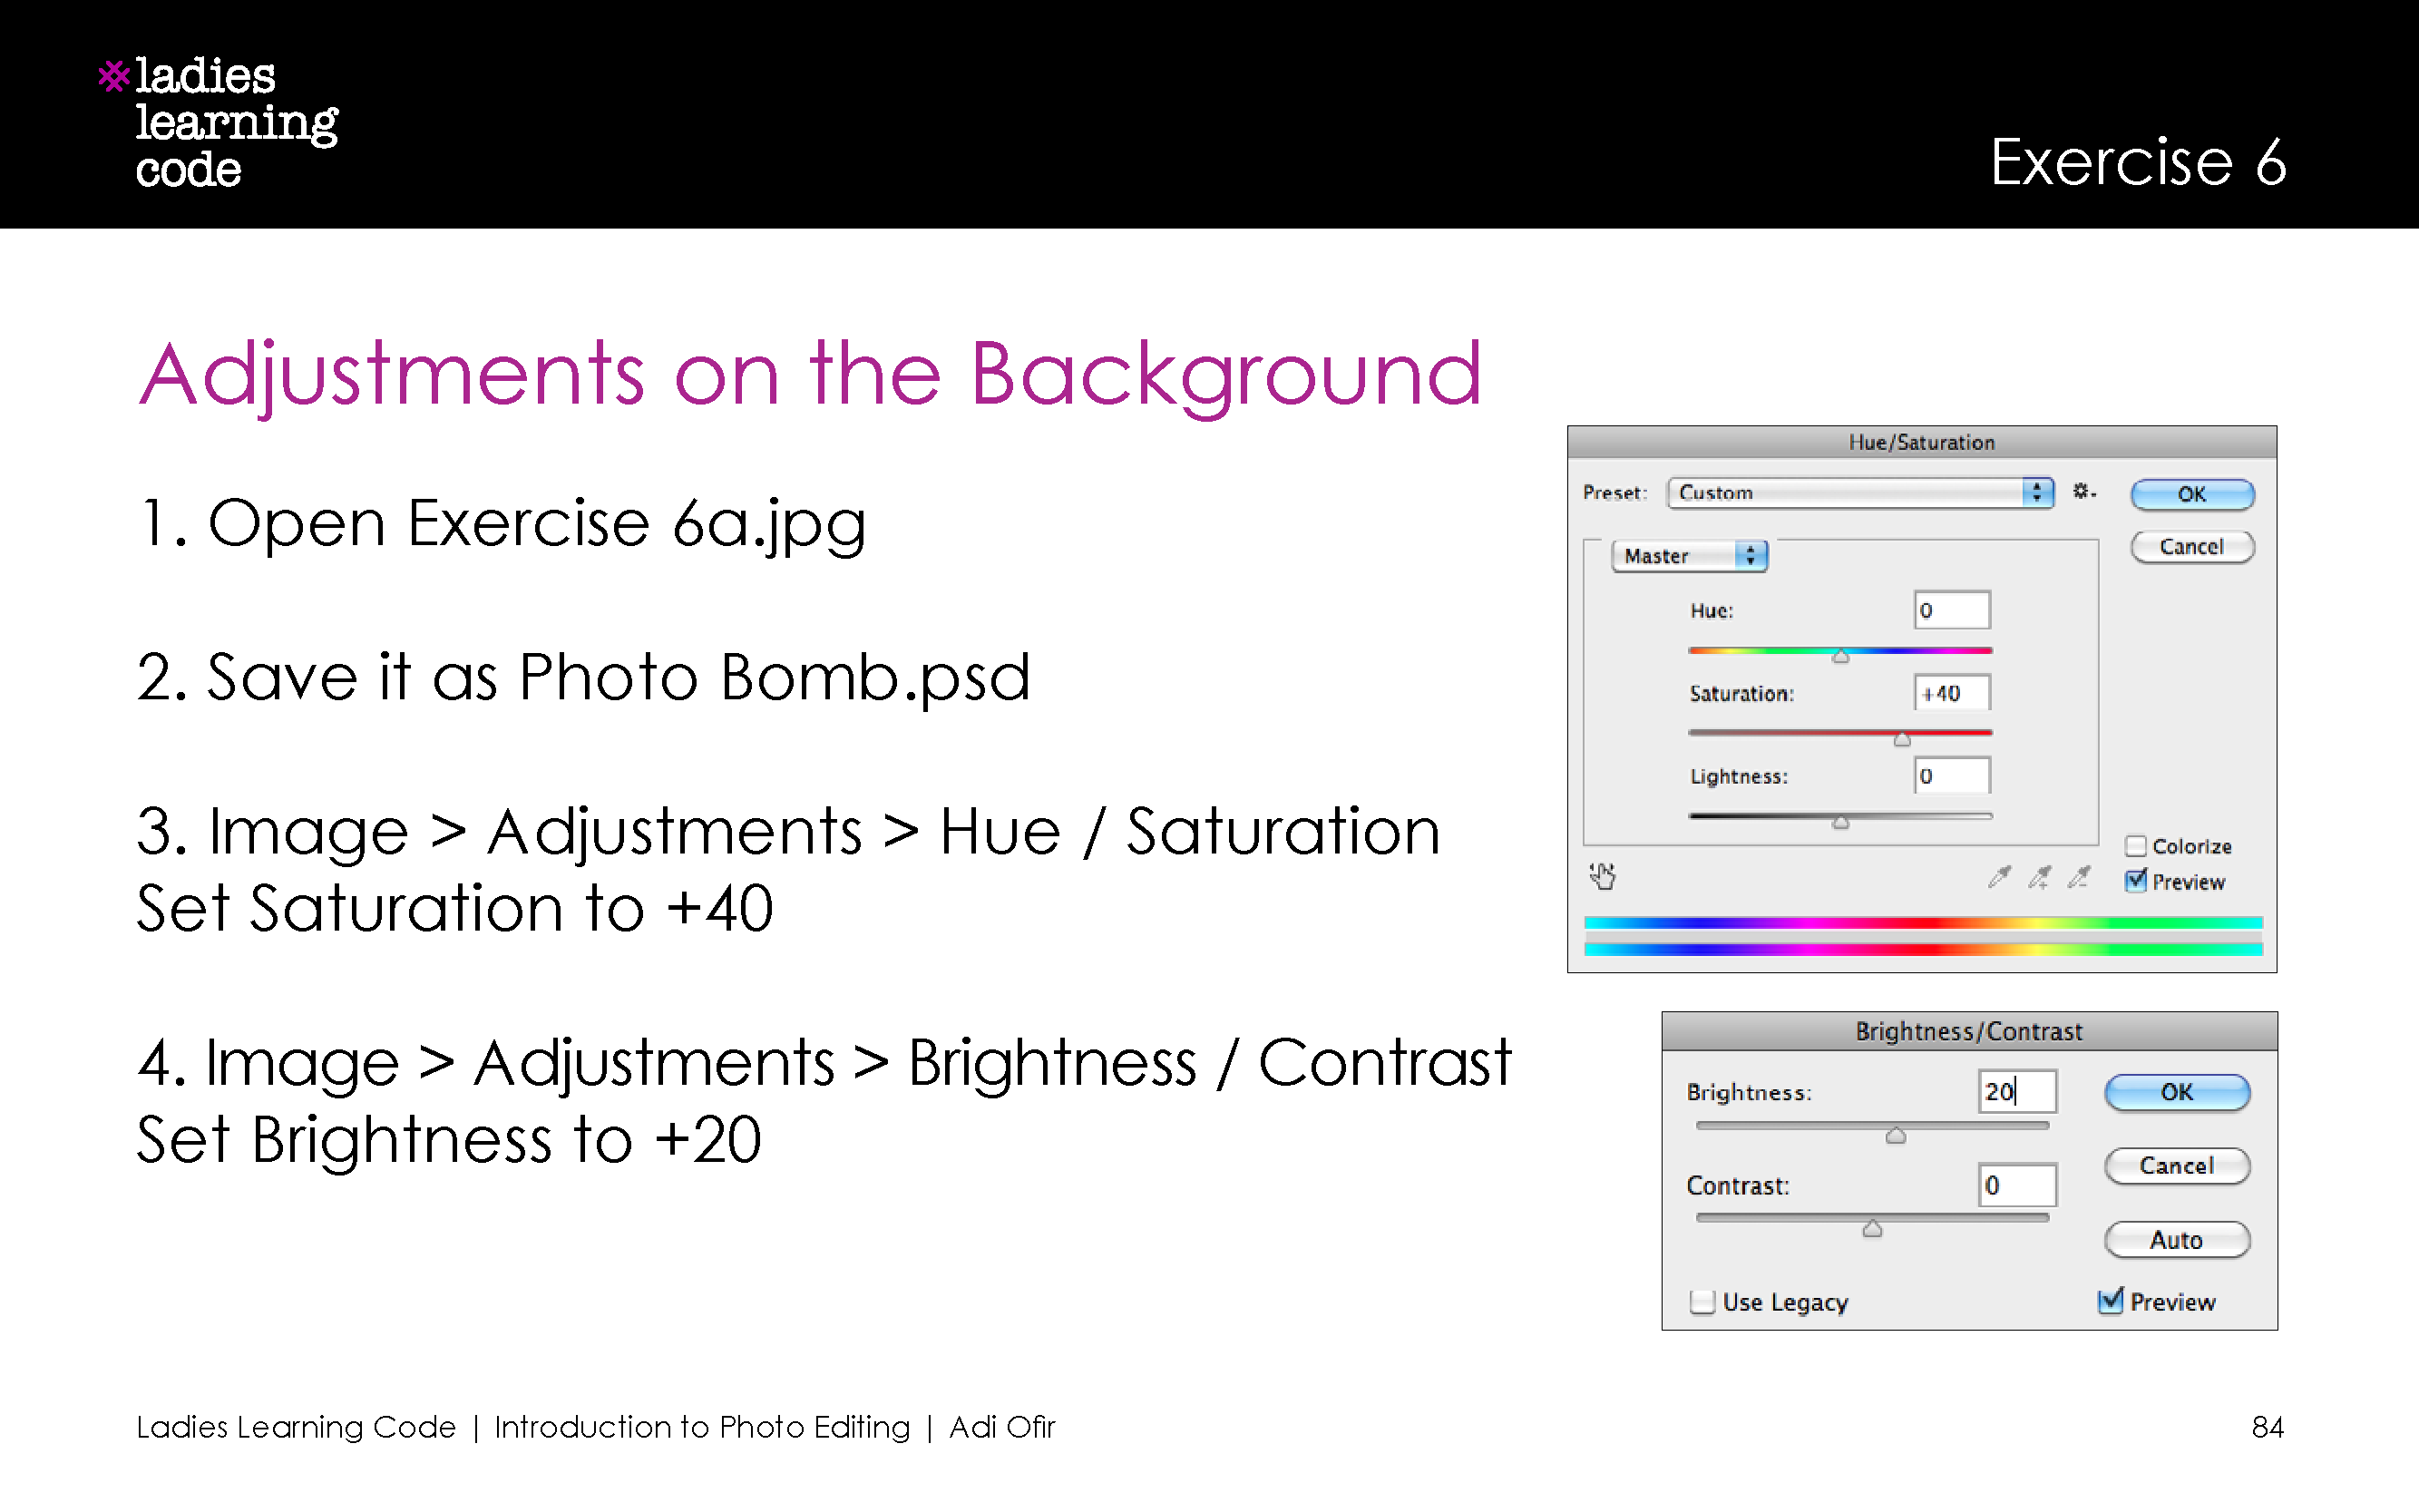 ladies
learning
code
Exercise 6
Adjustments on the Background
1. Open Exercise 6a.jpg
2. Save it as Photo Bomb.psd
3. Image > Adjustments > Hue / Saturation
Set Saturation to +40
4. Image > Adjustments > Brightness / Contrast
Set Brightness to +20
Hue/Saturation
Preset: Custom
OK
Cancel
Master
Hue: 0
Saturation: +40
Lightness: 0
Colorize
Preview
Brightness/Contrast
Brightness: 20
OK
Cancel
Contrast: 0
Auto
Use Legacy
Preview
Ladies Learning Code | Introduction to Photo Editing | Adi Ofir
84